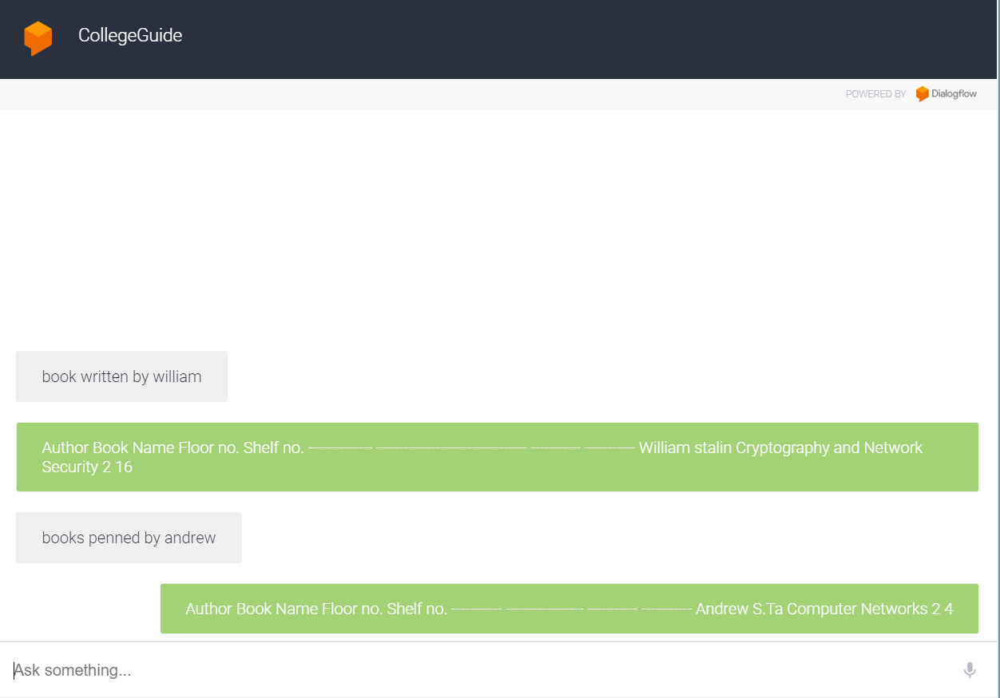 CollegeGuide
POWERED BY Dialogflow
book written by william
Author Book Name Floor no. Shelf no. -------------- --------------------------------- ----------- ----------- William stalin Cryptography and Network
Security 2 16
books penned by andrew
Author Book Name Floor no. Shelf no. ----------- ----------------- ----------- ----------- Andrew S.Ta Computer Networks 2 4
Ask something...